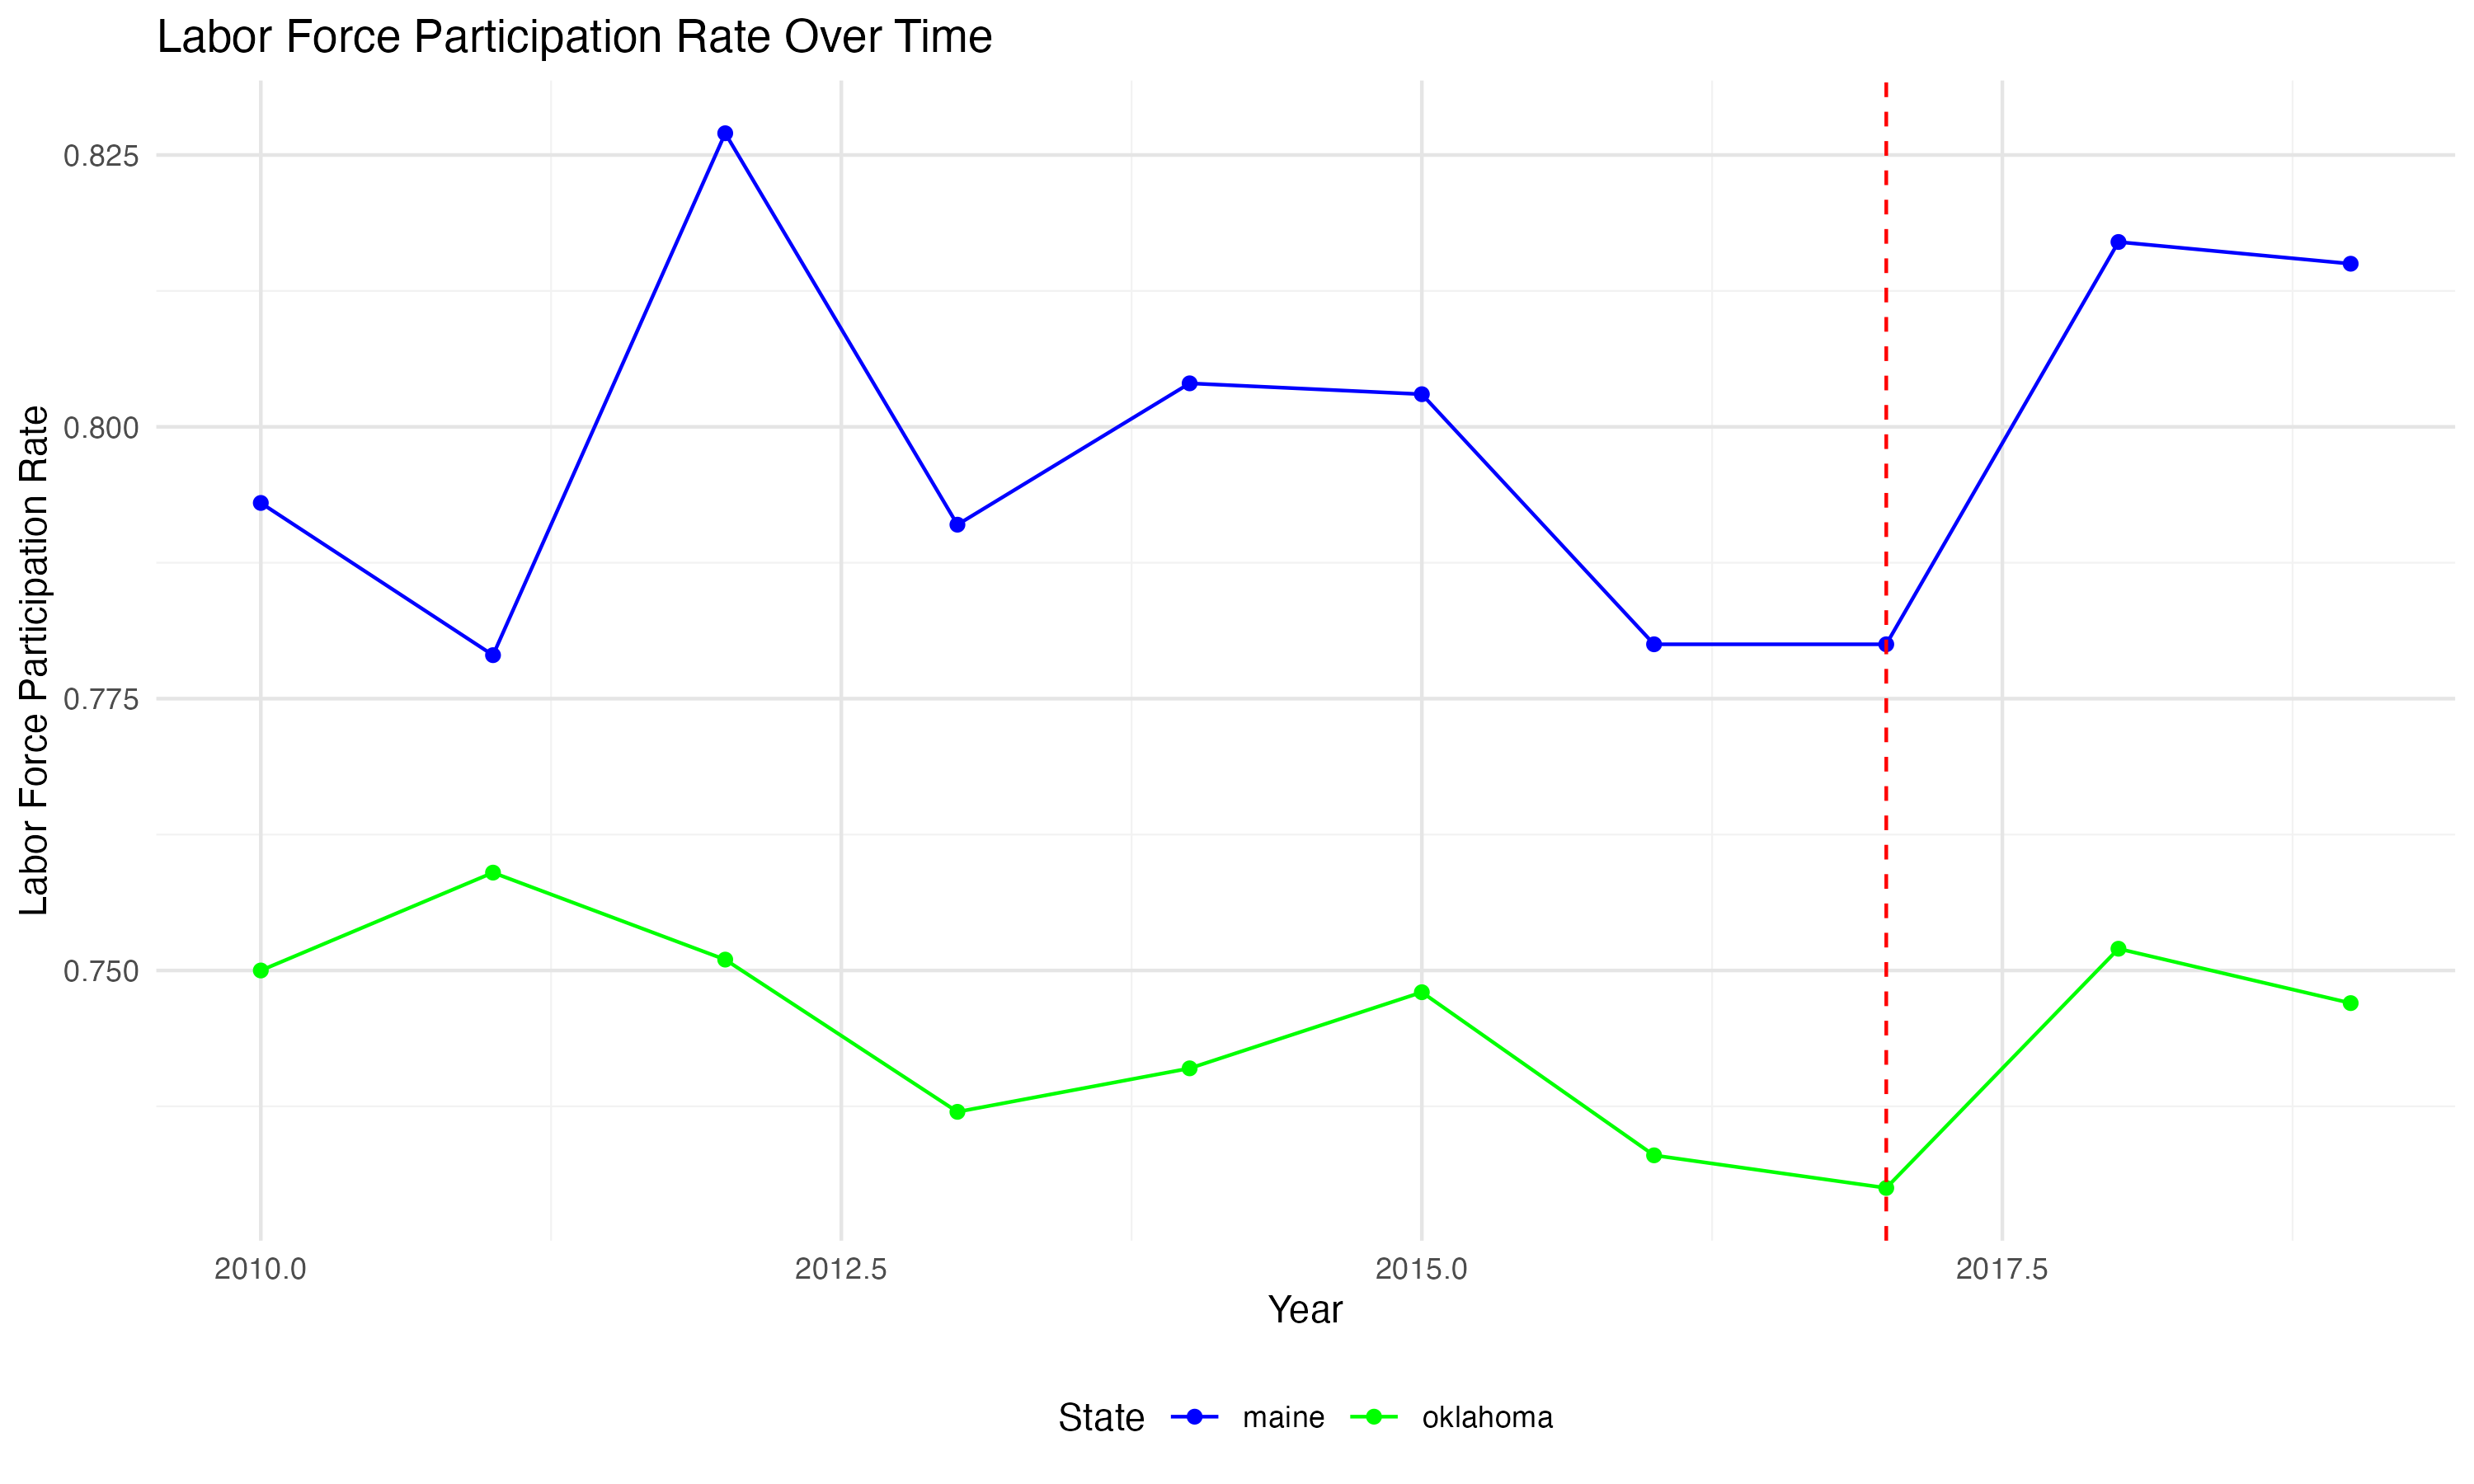 Labor Force Participation Rate Over Time
Labor Force Participation Rate
0.825
0.800
0.775
0.750
2010.0 2012.5 2015.0 2017.5
Year
State maine oklahoma